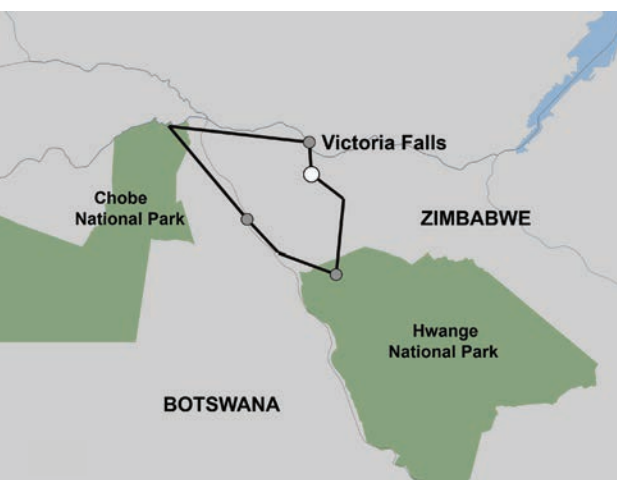 Victoria Falls
Chobe
National Park
ZIMBABWE
Hwange
National Park
BOTSWANA